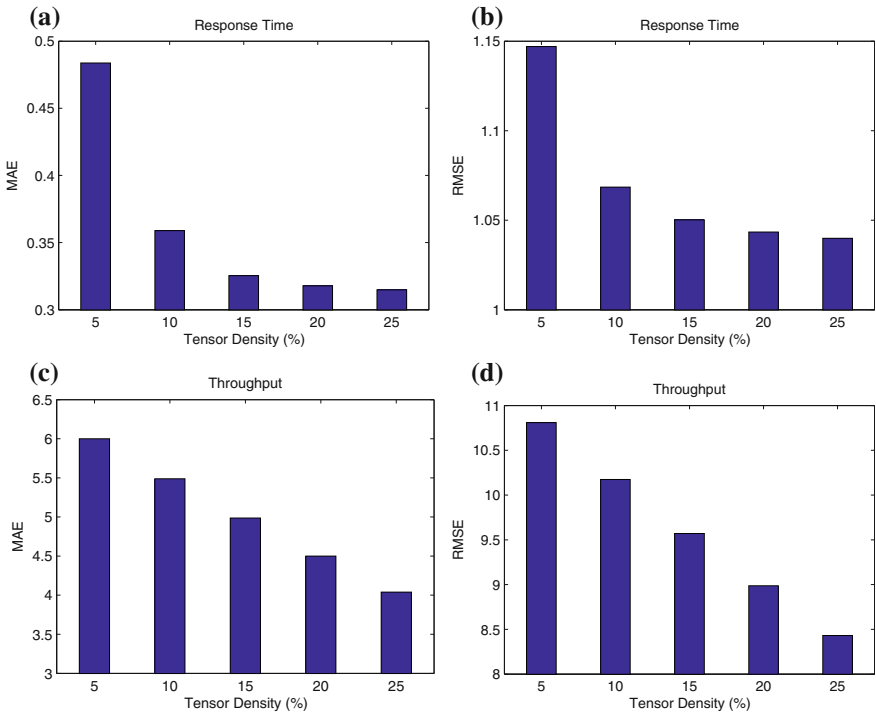 (a)
Response Time
0.5
0.45
0.4
0.35
0.3
MAE
5 10 15 20 25
Tensor Density (%)
(b)
Response Time
1.15
1.1
1.05
1
RMSE
5 10 15 20 25
Tensor Density (%)
(c)
Throughput
6.5
6
5.5
5
4.5
4
3.5
3
MAE
5 10 15 20 25
Tensor Density (%)
(d)
Throughput
11
10.5
10
9.5
9
8.5
8
RMSE
5 10 15 20 25
Tensor Density (%)